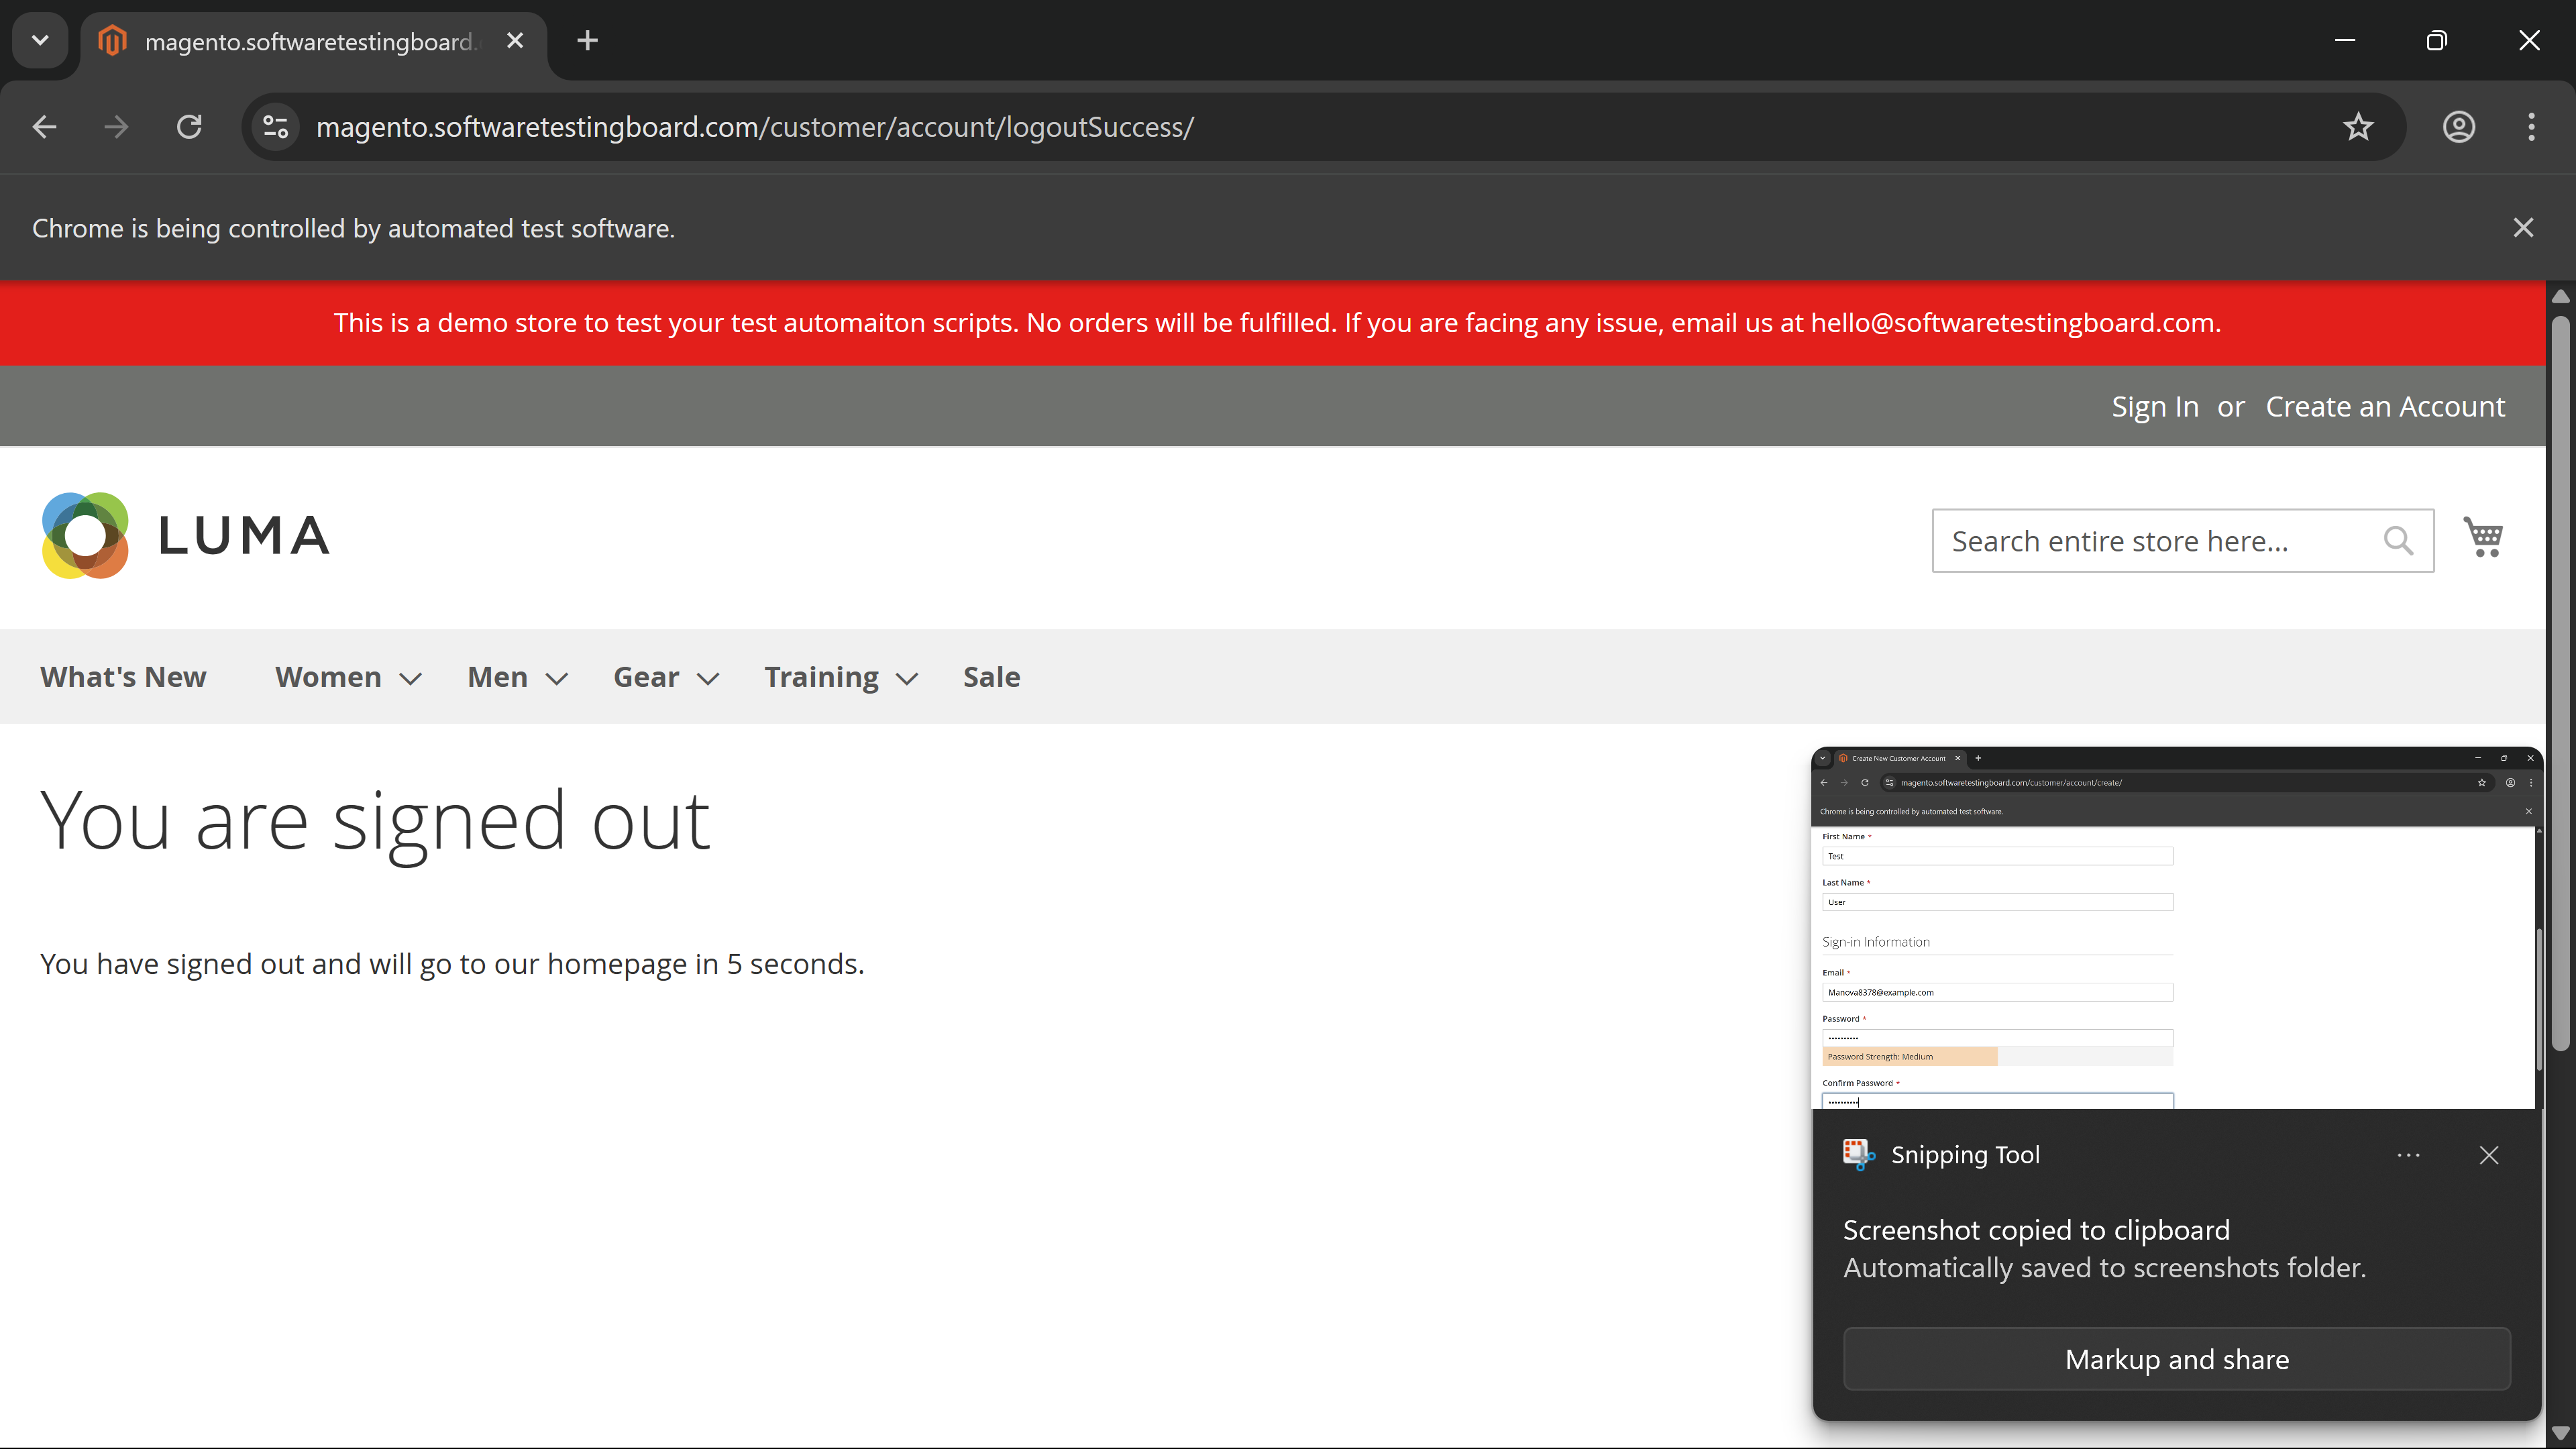 magento.softwaretestingboard.
magento.softwaretestingboard.com/customer/account/logoutSuccess/
Chrome is being controlled by automated test software.
This is a demo store to test your test automaiton scripts. No orders will be fulfilled. If you are facing any issue, email us at hello@softwaretestingboard.com.
Sign In or Create an Account
LUMA
Search entire store here...
What's New Women Men Gear Training Sale
You are signed out
You have signed out and will go to our homepage in 5 seconds.
Create New Customer Account
magento.softwaretestingboard.com/customer/account/create/
Chrome is being controlled by automated test software.
First Name *
Test
Last Name *
User
Sign-in Information
Email *
Manova8378@example.com
Password *
Password Strength: Medium
Confirm Password *
Snipping Tool
Screenshot copied to clipboard
Automatically saved to screenshots folder.
Markup and share